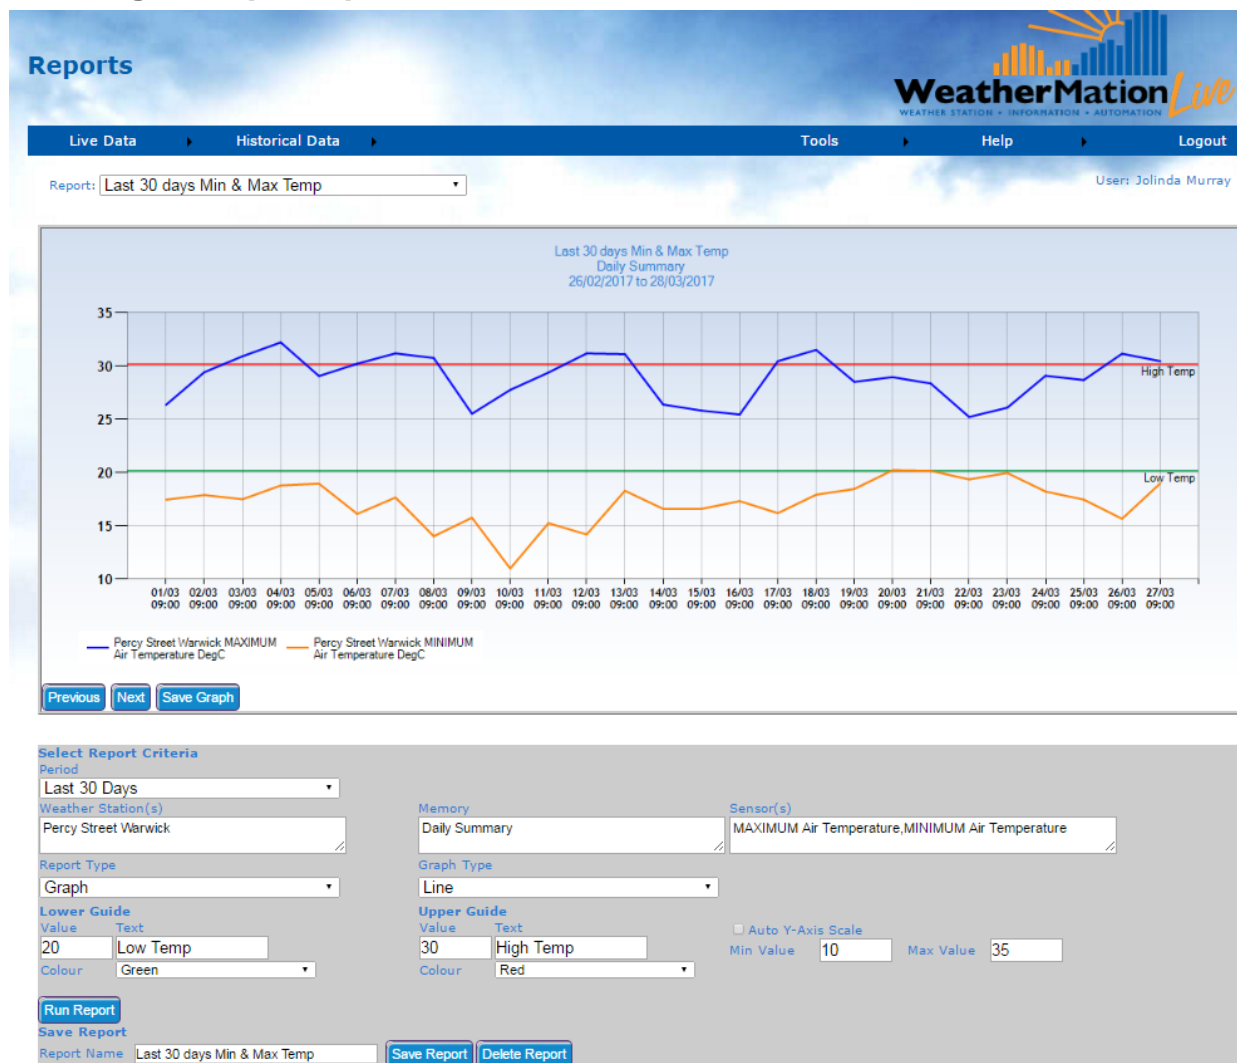 Reports
WeatherMation Live
WEATHER STATION • INFORMATION • AUTOMATION
Live Data Historical Data Tools Help Logout
Report: Last 30 days Min & Max Temp User: Jolinda Murray
Last 30 days Min & Max Temp
Daily Summary
26/02/2017 to 28/03/2017
35
30
High Temp
25
20
Low Temp
15
10
01/03 02/03 03/03 04/03 05/03 06/03 07/03 08/03 09/03 10/03 11/03 12/03 13/03 14/03 15/03 16/03 17/03 18/03 19/03 20/03 21/03 22/03 23/03 24/03 25/03 26/03 27/03
09:00 09:00 09:00 09:00 09:00 09:00 09:00 09:00 09:00 09:00 09:00 09:00 09:00 09:00 09:00 09:00 09:00 09:00 09:00 09:00 09:00 09:00 09:00 09:00 09:00 09:00 09:00
Percy Street Warwick MAXIMUM Percy Street Warwick MINIMUM
Air Temperature DegC Air Temperature DegC
Previous Next Save Graph
Select Report Criteria
Period
Last 30 Days
Weather Station(s) Memory Sensor(s)
Percy Street Warwick Daily Summary MAXIMUM Air Temperature,MINIMUM Air Temperature
Report Type Graph Type
Graph Line
Lower Guide Upper Guide
Value Text Value Text Auto Y-Axis Scale
20 Low Temp 30 High Temp Min Value 10 Max Value 35
Colour Green Colour Red
Run Report
Save Report
Report Name Last 30 days Min & Max Temp Save Report Delete Report